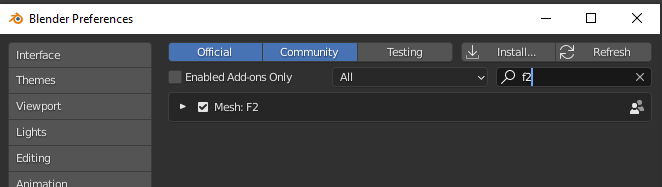 Blender Preferences
Interface
Themes
Viewport
Lights
Editing
Animation
Official Community Testing Install... Refresh
Enabled Add-ons Only All f2
Mesh: F2